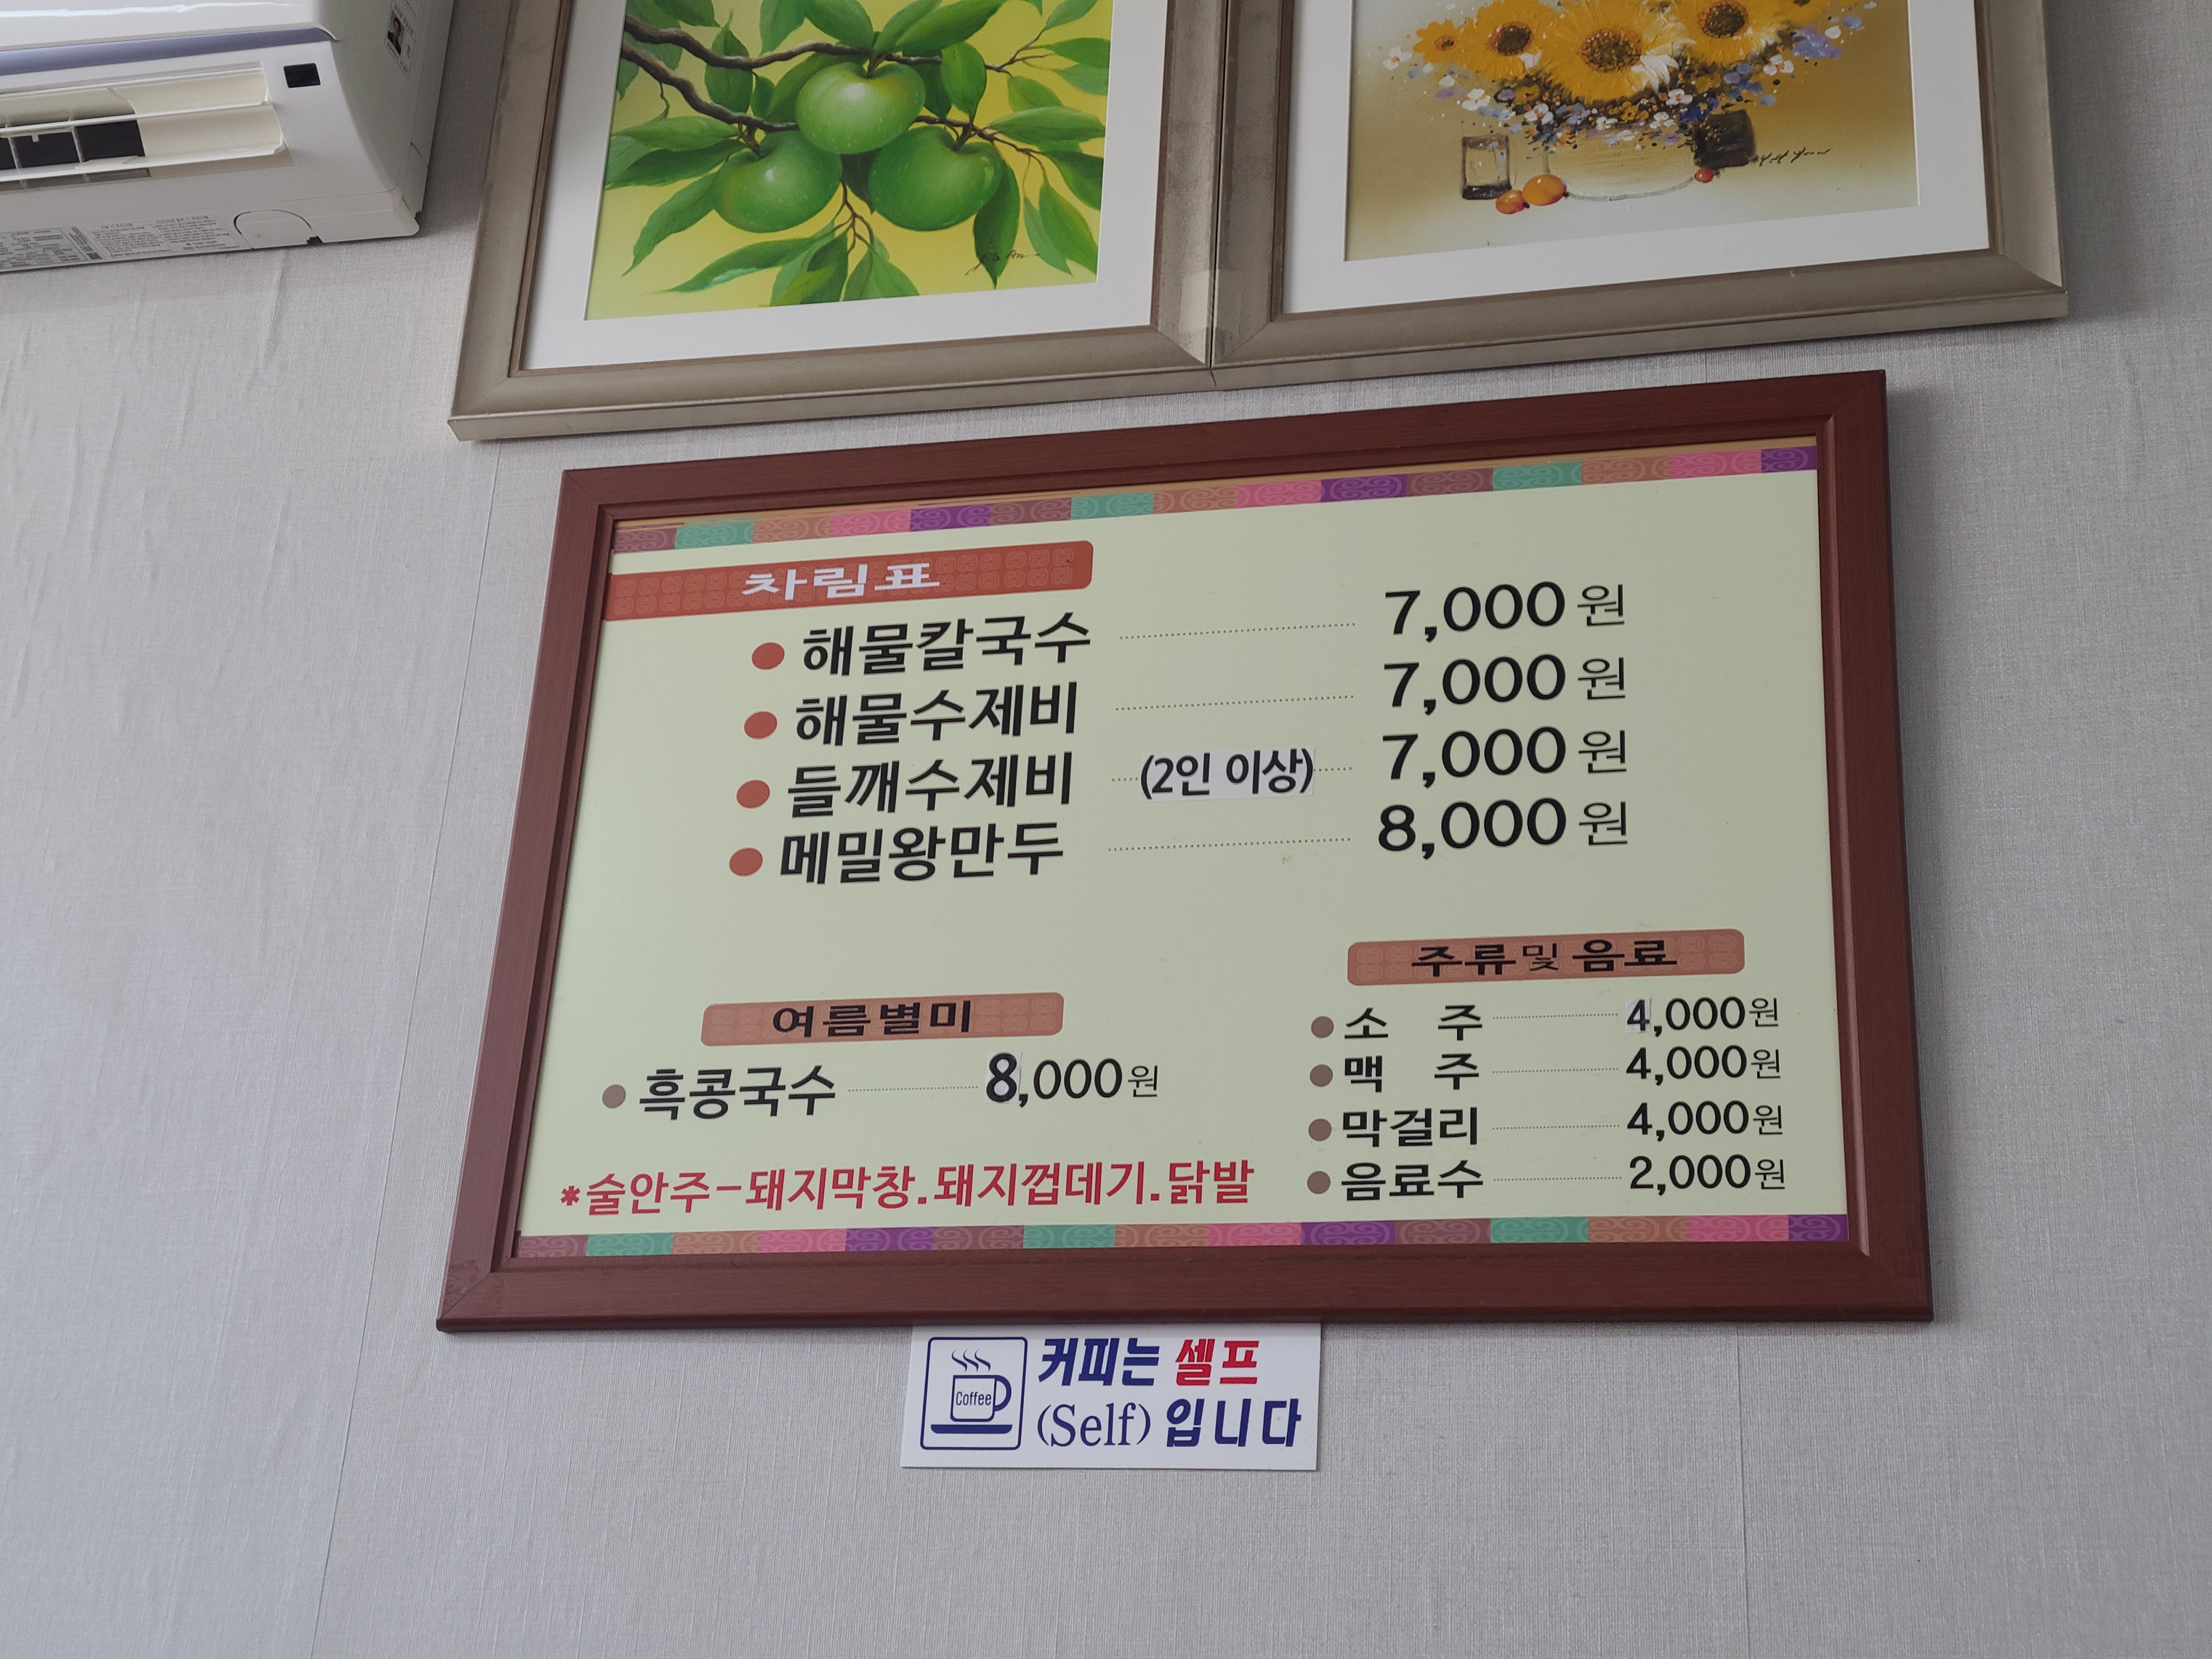 차림표
해물칼국수 7,000원
해물수제비 7,000원
들깨수제비 (2인 이상) 7,000원
메밀왕만두 8,000원
여름별미
흑콩국수 8,000원
*술안주-돼지막창.돼지껍데기.닭발
주류및 음료
소 주 4,000원
맥 주 4,000원
막걸리 4,000원
음료수 2,000원
Coffee
커피는 셀프
(Self) 입니다